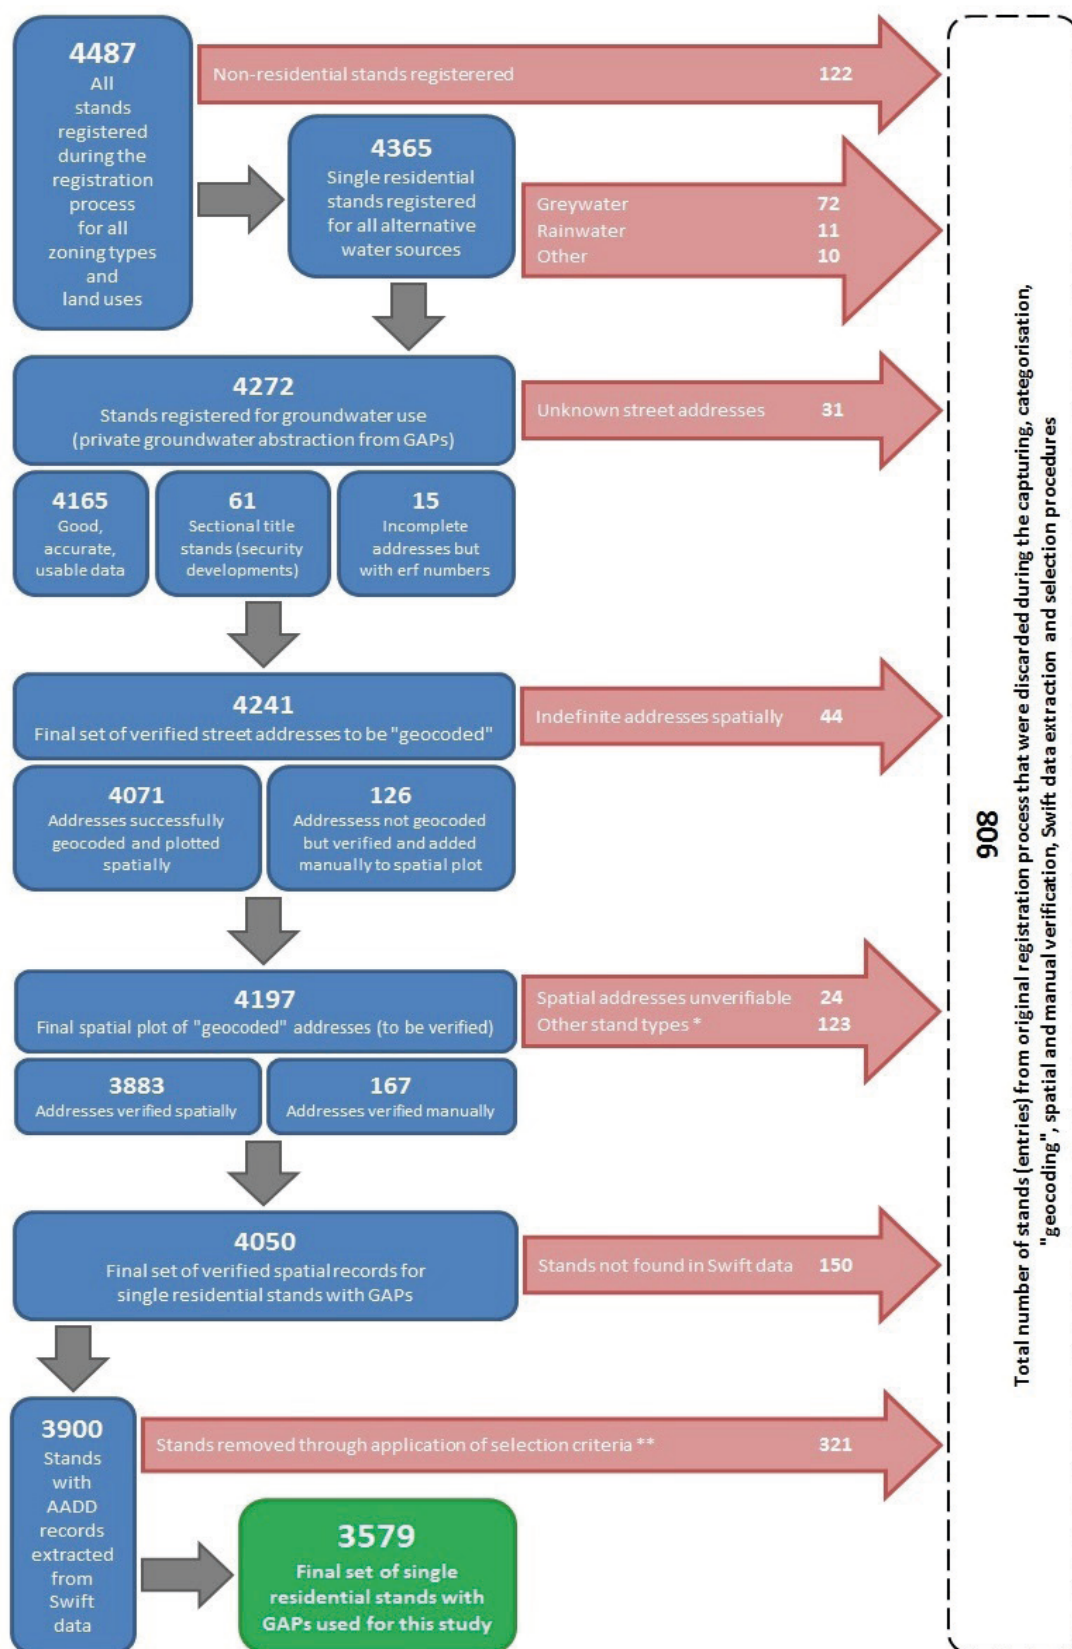 4487
All
stands
registered
during the
registration
process
for all
zoning types
and
land uses
Non-residential stands registerered 122
4365
Single residential
stands registered
for all alternative
water sources
Greywater 72
Rainwater 11
Other 10
4272
Stands registered for groundwater use
(private groundwater abstraction from GAPs)
Unknown street addresses 31
4165
Good,
accurate,
usable data
61
Sectional title
stands (security
developments)
15
Incomplete
addresses but
with erf numbers
4241
Final set of verified street addresses to be "geocoded"
Indefinite addresses spatially 44
4071
Addresses successfully
geocoded and plotted
spatially
126
Addressess not geocoded
but verified and added
manually to spatial plot
4197
Final spatial plot of "geocoded" addresses (to be verified)
Spatial addresses unverifiable 24
Other stand types * 123
3883
Addresses verified spatially
167
Addresses verified manually
4050
Final set of verified spatial records for
single residential stands with GAPs
Stands not found in Swift data 150
3900
Stands
with
AADD
records
extracted
from
Swift
data
Stands removed through application of selection criteria ** 321
3579
Final set of single
residential stands with
GAPs used for this study
908
Total number of stands (entries) from original registration process that were discarded during the capturing, categorisation,
"geocoding", spatial and manual verification, Swift data extraction and selection procedures